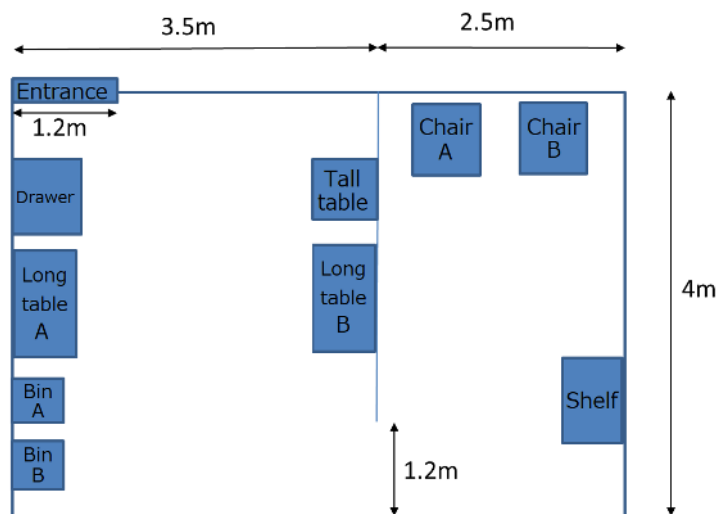 3.5m
2.5m
Entrance
1.2m
Chair
A
Chair
B
Drawer
Tall
table
Long
table
A
Long
table
B
4m
Bin
A
Shelf
Bin
B
1.2m